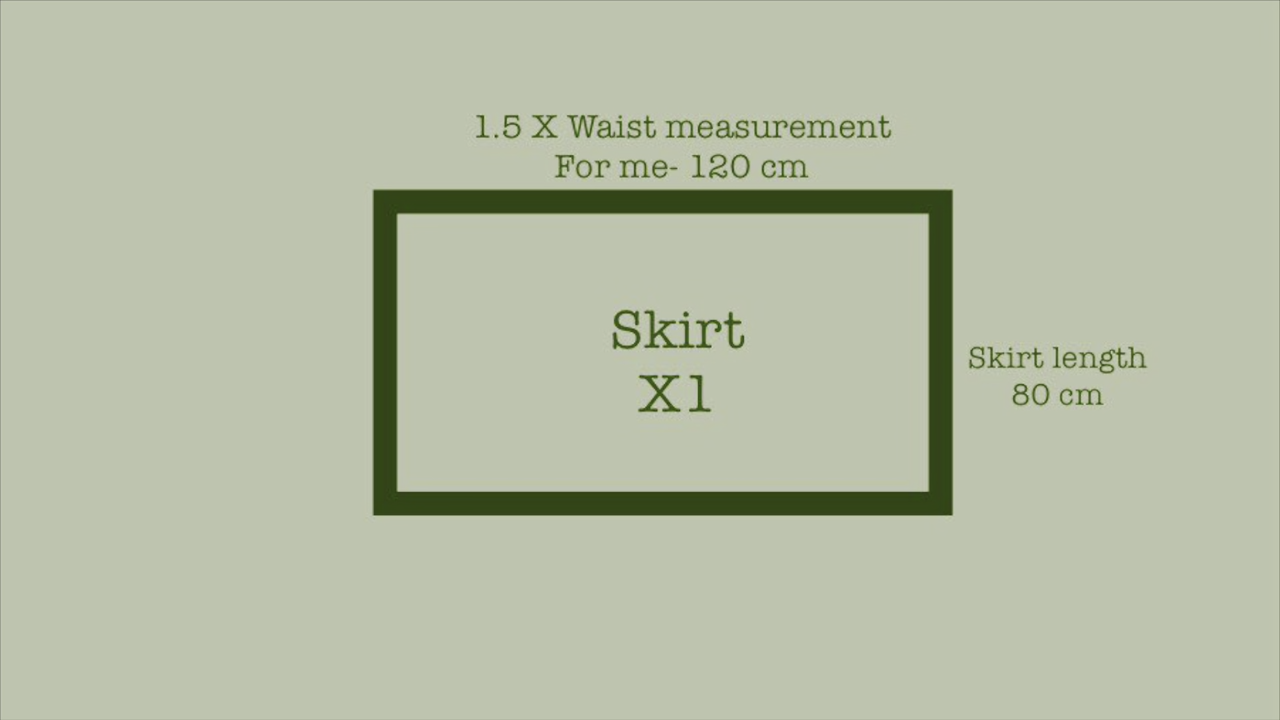 1.5 X Waist measurement
For me- 120 cm
Skirt
X1
Skirt length
80 cm